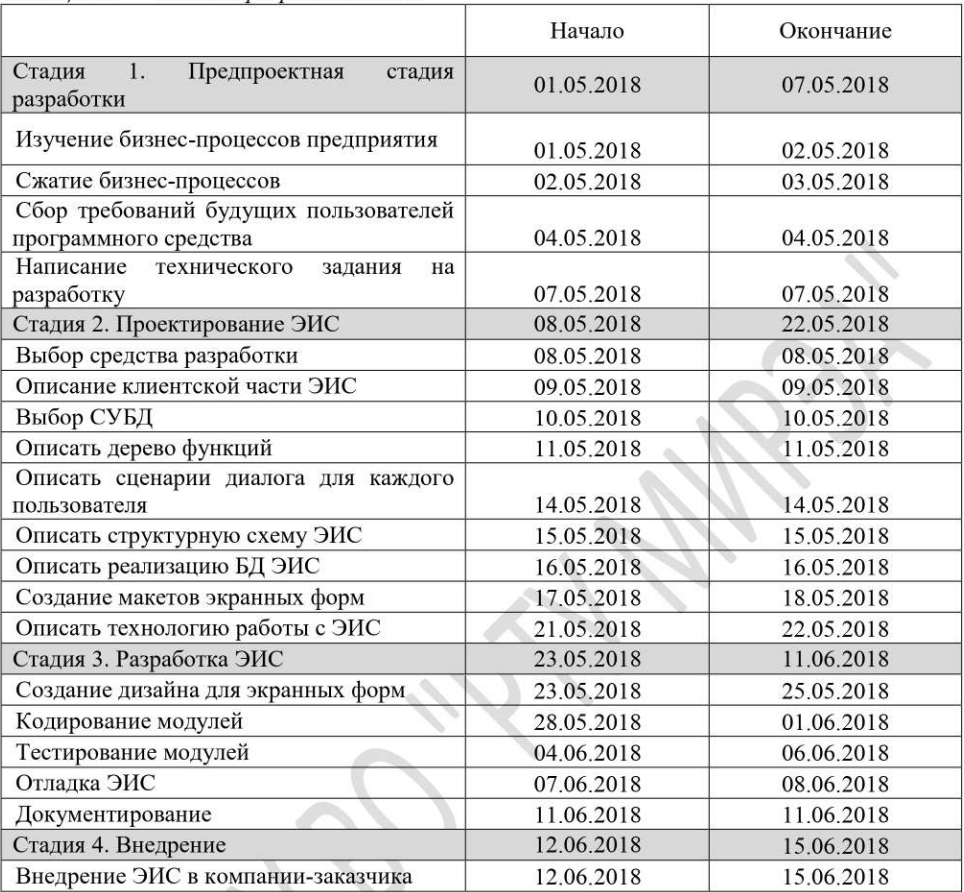 Начало Окончание
Стадия 1. Предпроектная стадия
разработки 01.05.2018 07.05.2018
Изучение бизнес-процессов предприятия 01.05.2018 02.05.2018
Сжатие бизнес-процессов 02.05.2018 03.05.2018
Сбор требований будущих пользователей
программного средства 04.05.2018 04.05.2018
Написание технического задания на
разработку 07.05.2018 07.05.2018
Стадия 2. Проектирование ЭИС 08.05.2018 22.05.2018
Выбор средства разработки 08.05.2018 08.05.2018
Описание клиентской части ЭИС 09.05.2018 09.05.2018
Выбор СУБД 10.05.2018 10.05.2018
Описать дерево функций 11.05.2018 11.05.2018
Описать сценарии диалога для каждого
пользователя 14.05.2018 14.05.2018
Описать структурную схему ЭИС 15.05.2018 15.05.2018
Описать реализацию БД ЭИС 16.05.2018 16.05.2018
Создание макетов экранных форм 17.05.2018 18.05.2018
Описать технологию работы с ЭИС 21.05.2018 22.05.2018
Стадия 3. Разработка ЭИС 23.05.2018 11.06.2018
Создание дизайна для экранных форм 23.05.2018 25.05.2018
Кодирование модулей 28.05.2018 01.06.2018
Тестирование модулей 04.06.2018 06.06.2018
Отладка ЭИС 07.06.2018 08.06.2018
Документирование 11.06.2018 11.06.2018
Стадия 4. Внедрение 12.06.2018 15.06.2018
Внедрение ЭИС в компании-заказчика 12.06.2018 15.06.2018
ВО "РТУ МИРЭА"